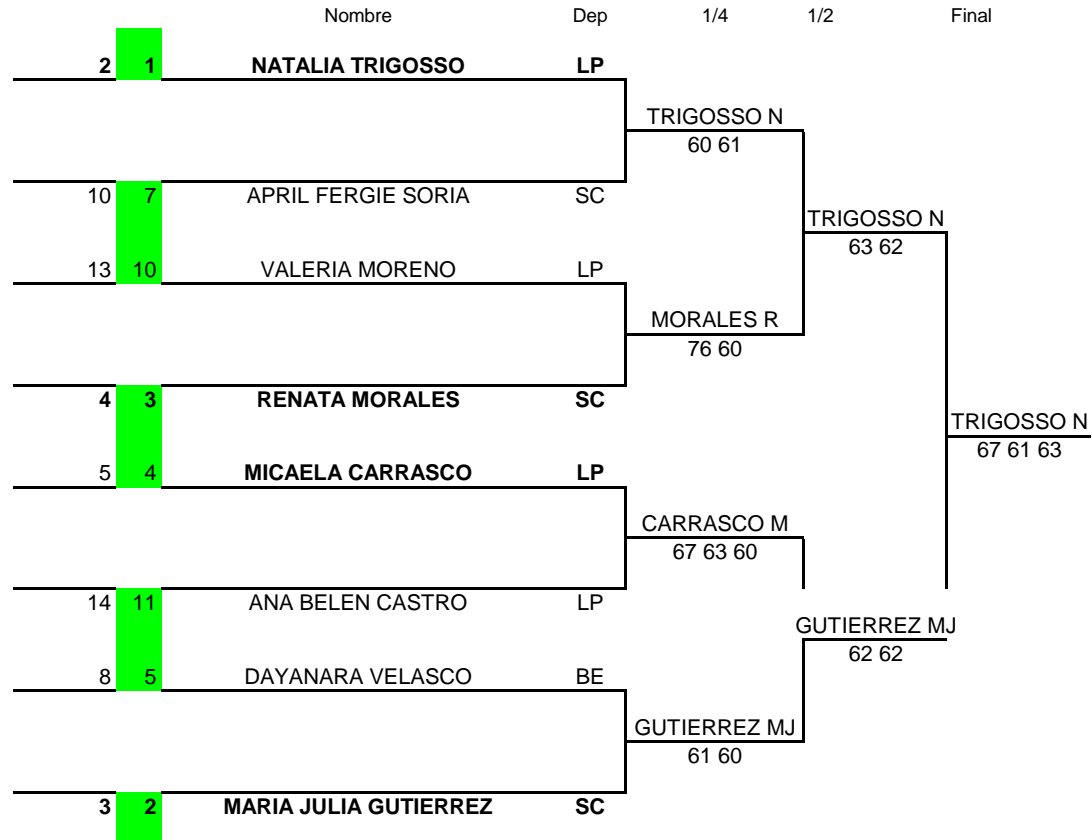 Nombre Dep 1/4 1/2 Final
2 1 NATALIA TRIGOSSO LP
TRIGOSSO N
60 61
10 7 APRIL FERGIE SORIA SC
TRIGOSSO N
63 62
13 10 VALERIA MORENO LP
MORALES R
76 60
4 3 RENATA MORALES SC
TRIGOSSO N
67 61 63
5 4 MICAELA CARRASCO LP
CARRASCO M
67 63 60
14 11 ANA BELEN CASTRO LP
GUTIERREZ MJ
62 62
8 5 DAYANARA VELASCO BE
GUTIERREZ MJ
61 60
3 2 MARIA JULIA GUTIERREZ SC